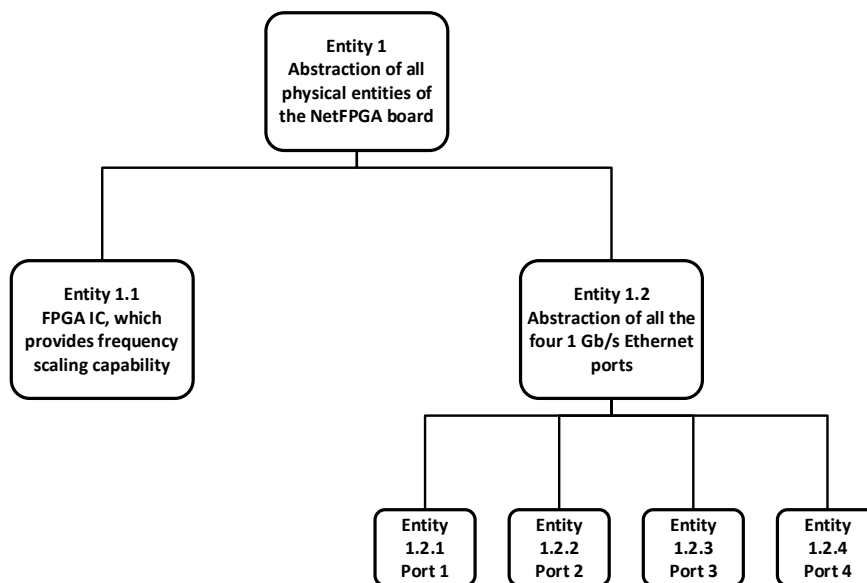 Entity 1
Abstraction of all
physical entities of
the NetFPGA board
Entity 1.1
FPGA IC, which
provides frequency
scaling capability
Entity 1.2
Abstraction of all the
four 1 Gb/s Ethernet
ports
Entity
1.2.1
Port 1
Entity
1.2.2
Port 2
Entity
1.2.3
Port 3
Entity
1.2.4
Port 4